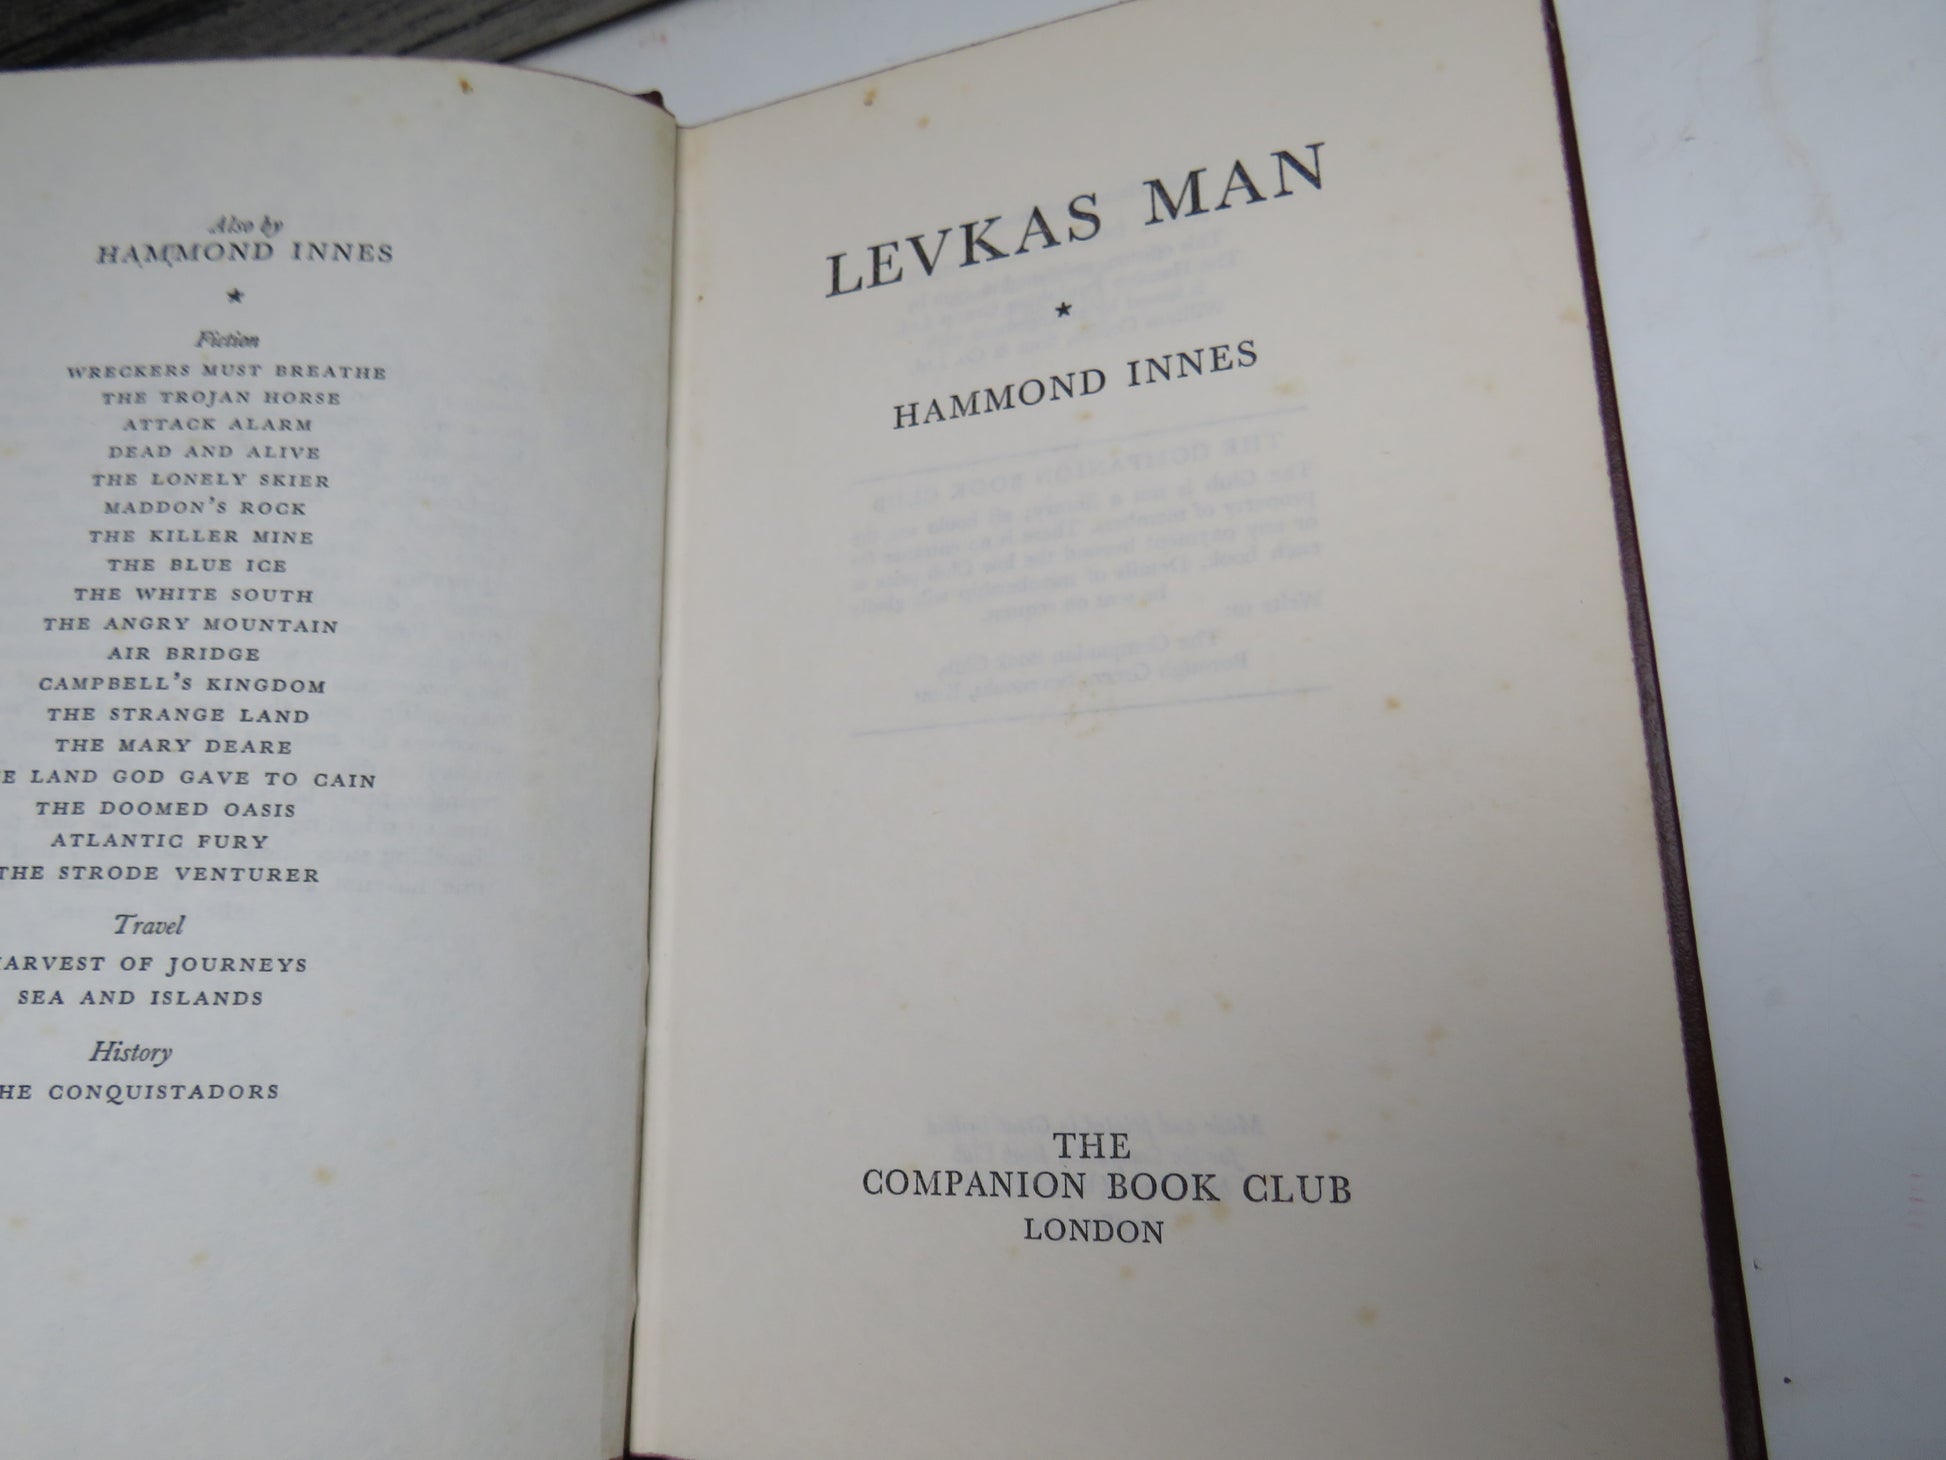 Also by
HAMMOND INNES
★
Fiction
WRECKERS MUST BREATHE
THE TROJAN HORSE
ATTACK ALARM
DEAD AND ALIVE
THE LONELY SKIER
MADDON'S ROCK
THE KILLER MINE
THE BLUE ICE
THE WHITE SOUTH
THE ANGRY MOUNTAIN
AIR BRIDGE
CAMPBELL'S KINGDOM
THE STRANGE LAND
THE MARY DEARE
E LAND GOD GAVE TO CAIN
THE DOOMED OASIS
ATLANTIC FURY
THE STRODE VENTURER
Travel
ARVEST OF JOURNEYS
SEA AND ISLANDS
History
HE CONQUISTADORS
LEVKAS MAN
★
HAMMOND INNES
THE
COMPANION BOOK CLUB
LONDON